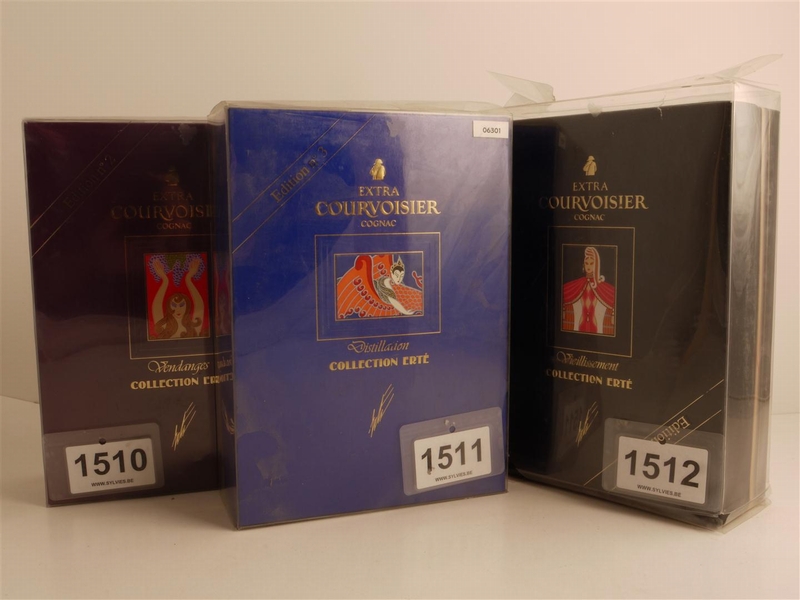 EXTRA
COURVOISIER
COGNAC
Vendanges
COLLECTION
1510
WWW.SYLVIES.BE
06301
Edition
EXTRA
COURVOISIER
COGNAC
Distillation
COLLECTION ERTÉ
1511
WWW.SYLVIES.BE
EXTRA
COURVOISIER
COGNAC
Vieillissement
COLLECTION ERTÉ
Edition
1512
WWW.SYLVIES.BE